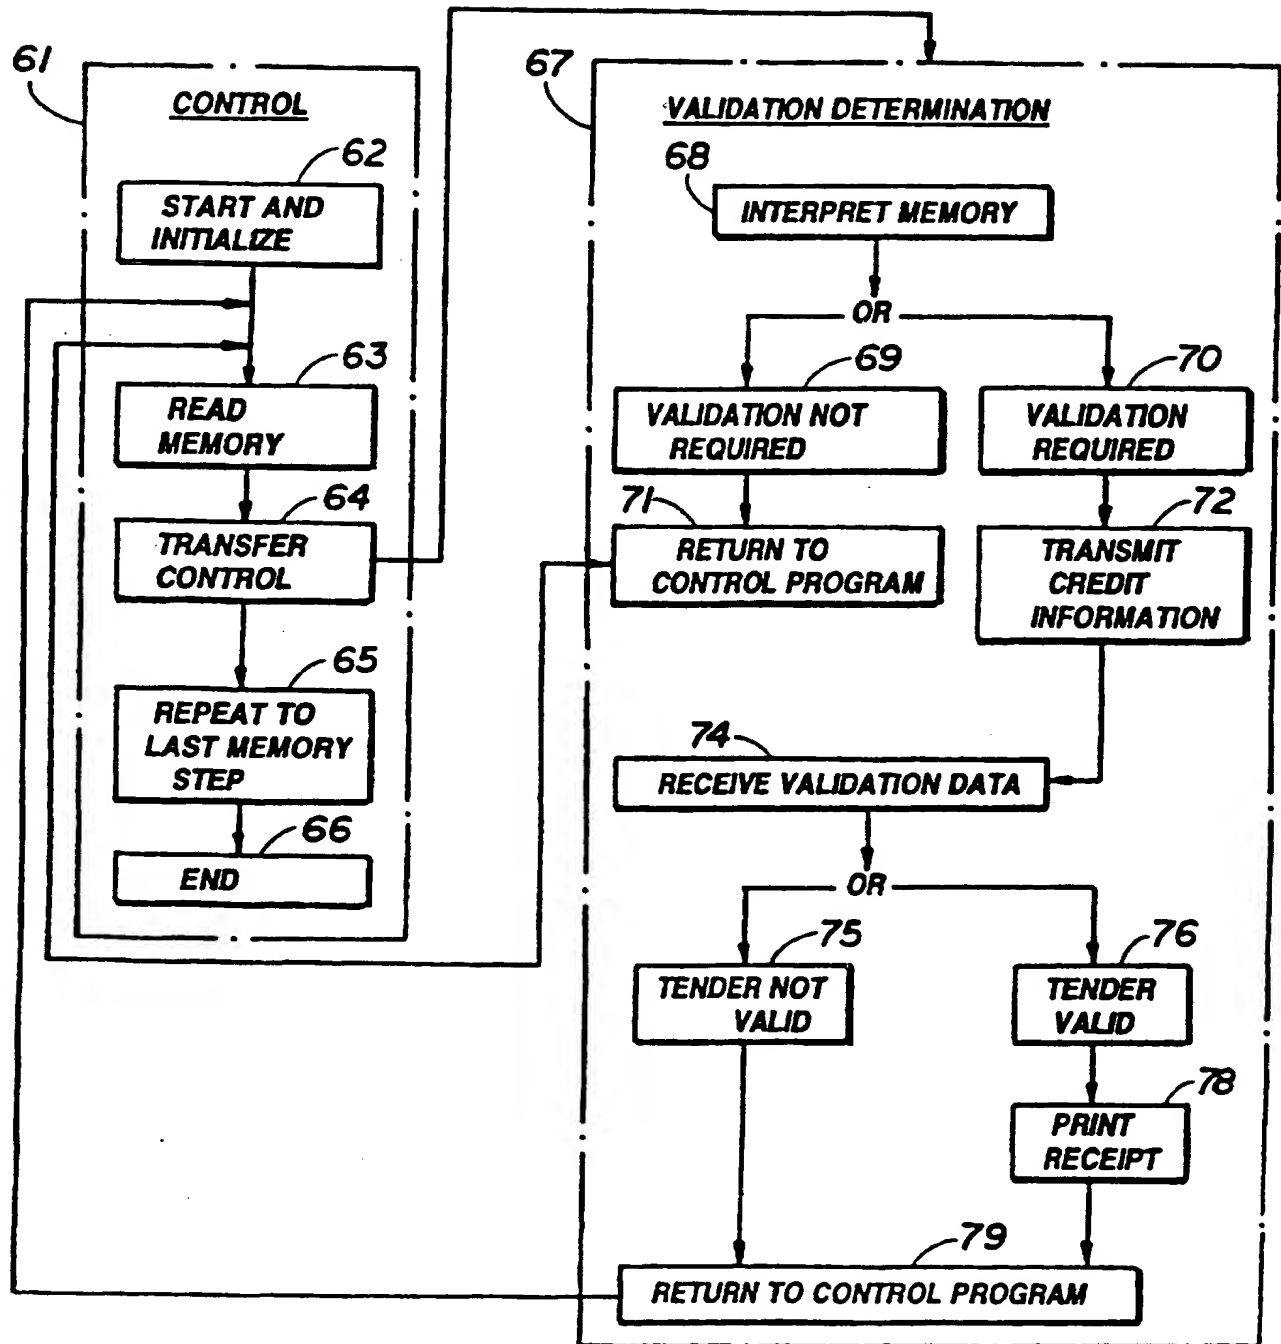 61
CONTROL
62
START AND
INITIALIZE
63
READ
MEMORY
64
TRANSFER
CONTROL
65
REPEAT TO
LAST MEMORY
STEP
66
END
67
VALIDATION DETERMINATION
68
INTERPRET MEMORY
OR
69
VALIDATION NOT
REQUIRED
70
VALIDATION
REQUIRED
71
RETURN TO
CONTROL PROGRAM
72
TRANSMIT
CREDIT
INFORMATION
74
RECEIVE VALIDATION DATA
OR
75
TENDER NOT
VALID
76
TENDER
VALID
78
PRINT
RECEIPT
79
RETURN TO CONTROL PROGRAM